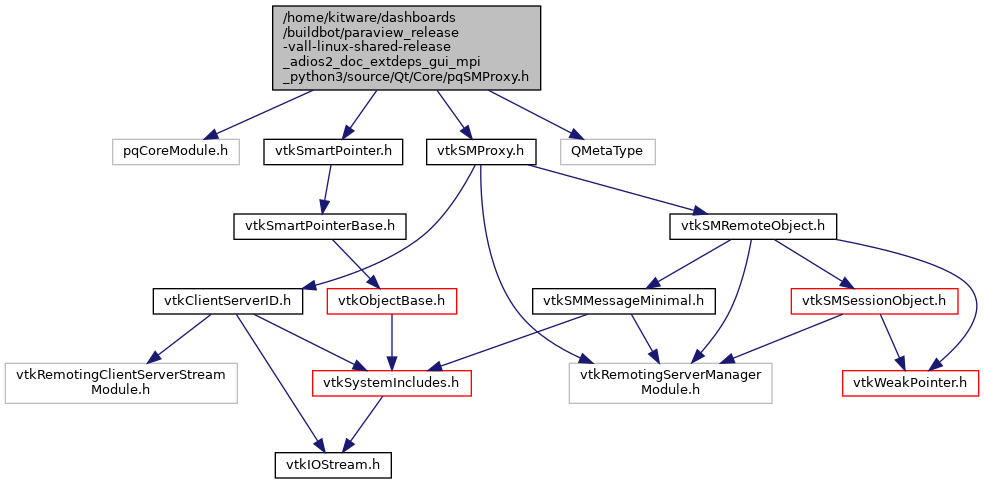 /home/kitware/dashboards
/buildbot/paraview_release
-vall-linux-shared-release
_adios2_doc_extdeps_gui_mpi
_python3/source/Qt/Core/pqSMProxy.h
pqCoreModule.h
vtkSmartPointer.h
vtkSMProxy.h
QMetaType
vtkSmartPointerBase.h
vtkSMRemoteObject.h
vtkClientServerID.h
vtkObjectBase.h
vtkSMMessageMinimal.h
vtkSMSessionObject.h
vtkRemotingClientServerStream
Module.h
vtkSystemIncludes.h
vtkRemotingServerManager
Module.h
vtkWeakPointer.h
vtkIOStream.h